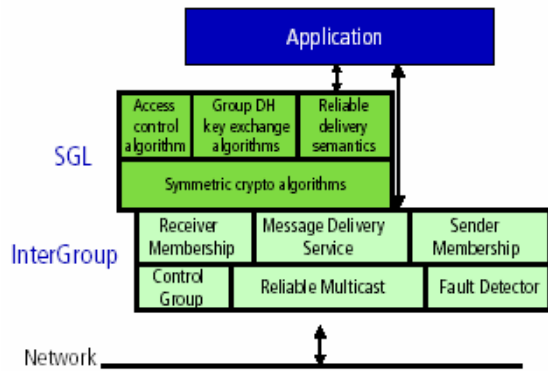 Application
Access
control
algorithm
Group DH
key exchange
algorithms
Reliable
delivery
semantics
SGL
Symmetric crypto algorithms
Receiver
Membership
Message Delivery
Service
Sender
Membership
InterGroup
Control
Group
Reliable Multicast
Fault Detector
Network